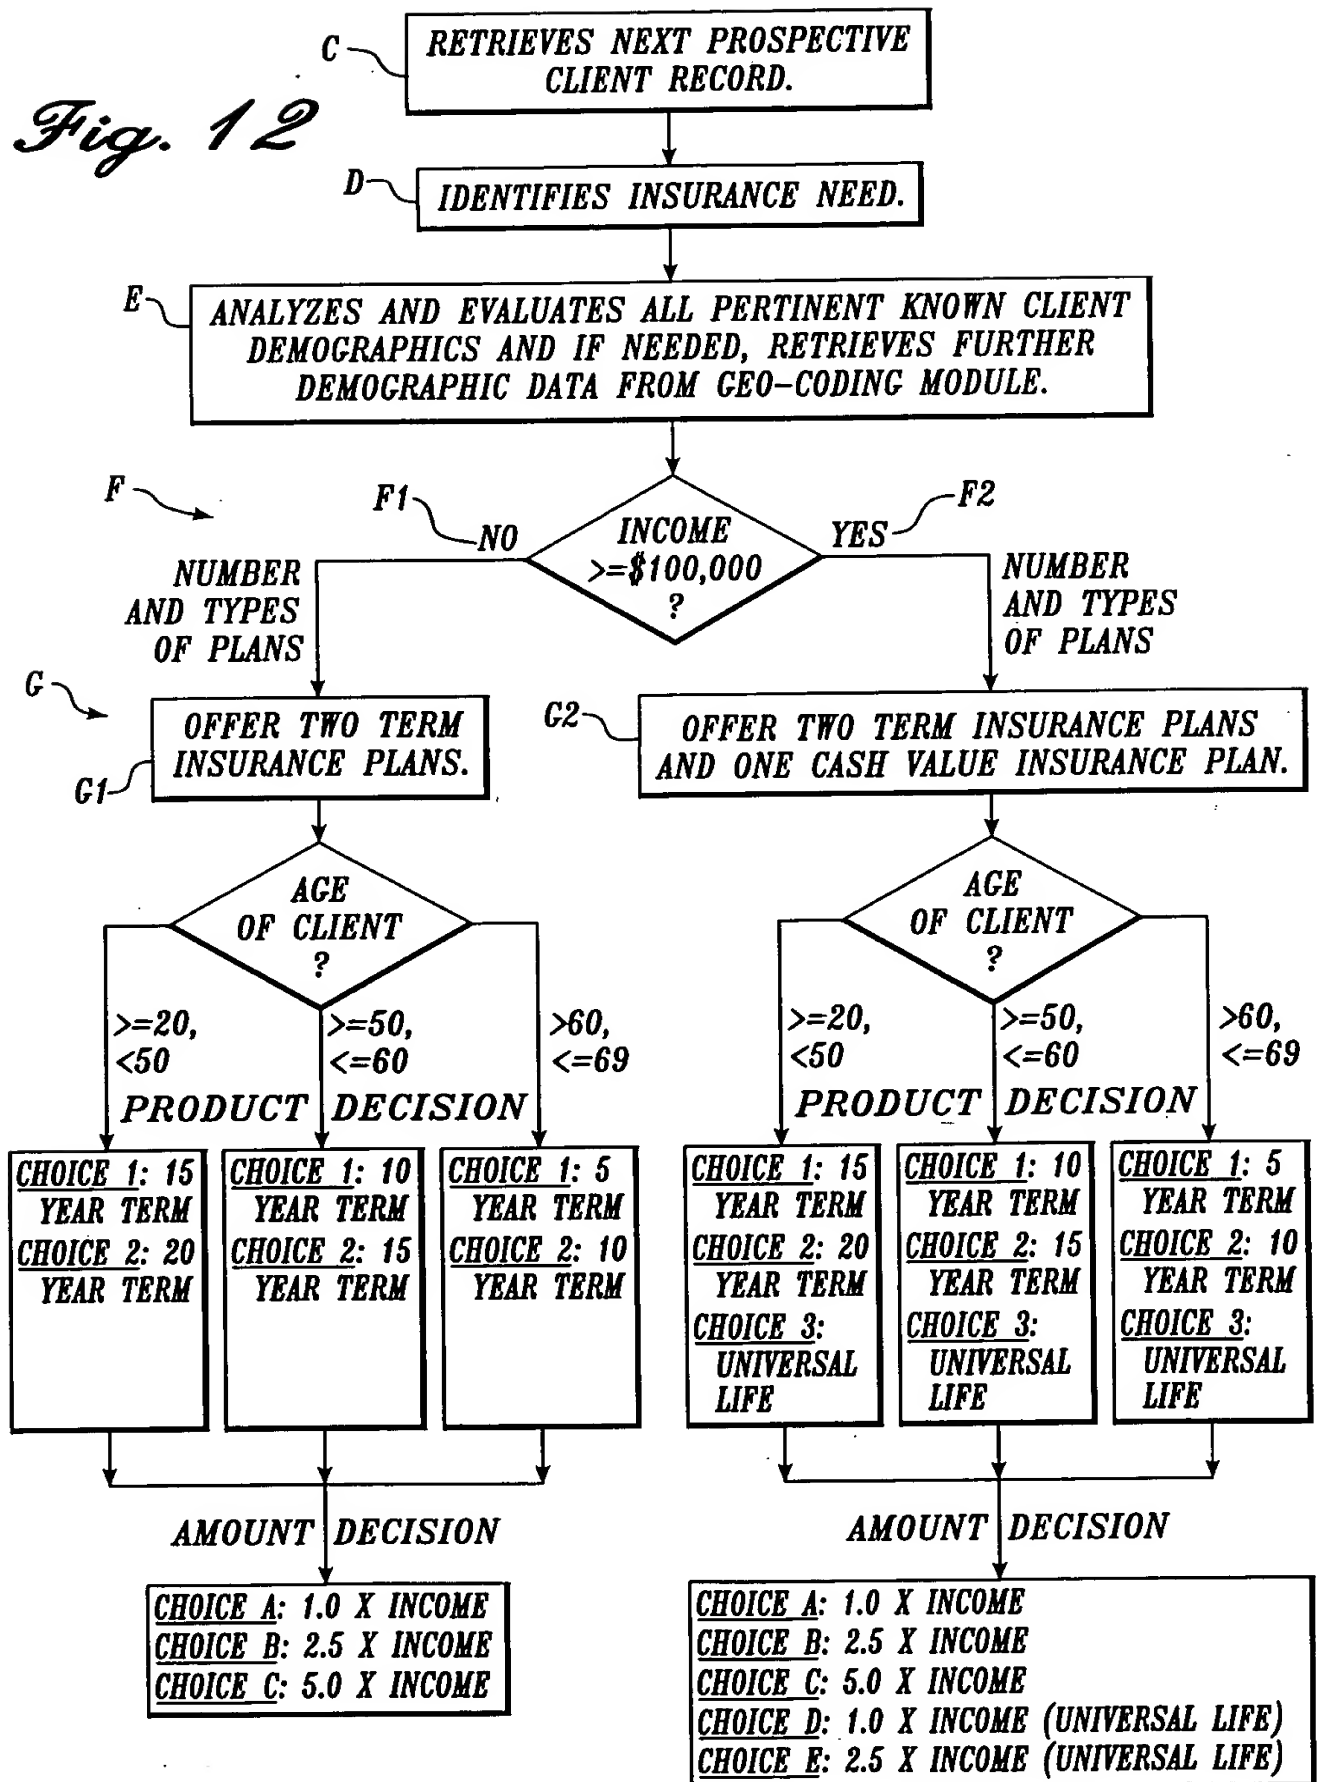 Fig. 12
C
RETRIEVES NEXT PROSPECTIVE
CLIENT RECORD.
D
IDENTIFIES INSURANCE NEED.
E
ANALYZES AND EVALUATES ALL PERTINENT KNOWN CLIENT
DEMOGRAPHICS AND IF NEEDED, RETRIEVES FURTHER
DEMOGRAPHIC DATA FROM GEO-CODING MODULE.
F
F1
NO
INCOME
>=$100,000
?
YES
F2
NUMBER
AND TYPES
OF PLANS
NUMBER
AND TYPES
OF PLANS
G
G1
OFFER TWO TERM
INSURANCE PLANS.
G2
OFFER TWO TERM INSURANCE PLANS
AND ONE CASH VALUE INSURANCE PLAN.
AGE
OF CLIENT
?
>=20,
<50
>=50,
<=60
>60,
<=69
PRODUCT DECISION
CHOICE 1: 15
YEAR TERM
CHOICE 2: 20
YEAR TERM
CHOICE 1: 10
YEAR TERM
CHOICE 2: 15
YEAR TERM
CHOICE 1: 5
YEAR TERM
CHOICE 2: 10
YEAR TERM
AMOUNT DECISION
CHOICE A: 1.0 X INCOME
CHOICE B: 2.5 X INCOME
CHOICE C: 5.0 X INCOME
AGE
OF CLIENT
?
>=20,
<50
>=50,
<=60
>60,
<=69
PRODUCT DECISION
CHOICE 1: 15
YEAR TERM
CHOICE 2: 20
YEAR TERM
CHOICE 3:
UNIVERSAL
LIFE
CHOICE 1: 10
YEAR TERM
CHOICE 2: 15
YEAR TERM
CHOICE 3:
UNIVERSAL
LIFE
CHOICE 1: 5
YEAR TERM
CHOICE 2: 10
YEAR TERM
CHOICE 3:
UNIVERSAL
LIFE
AMOUNT DECISION
CHOICE A: 1.0 X INCOME
CHOICE B: 2.5 X INCOME
CHOICE C: 5.0 X INCOME
CHOICE D: 1.0 X INCOME (UNIVERSAL LIFE)
CHOICE E: 2.5 X INCOME (UNIVERSAL LIFE)